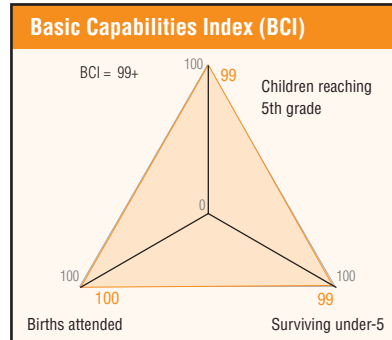 Basic Capabilities Index (BCI)
BCI = 99+
100
99
Children reaching
5th grade
0
100
100
100
99
Births attended
Surviving under-5